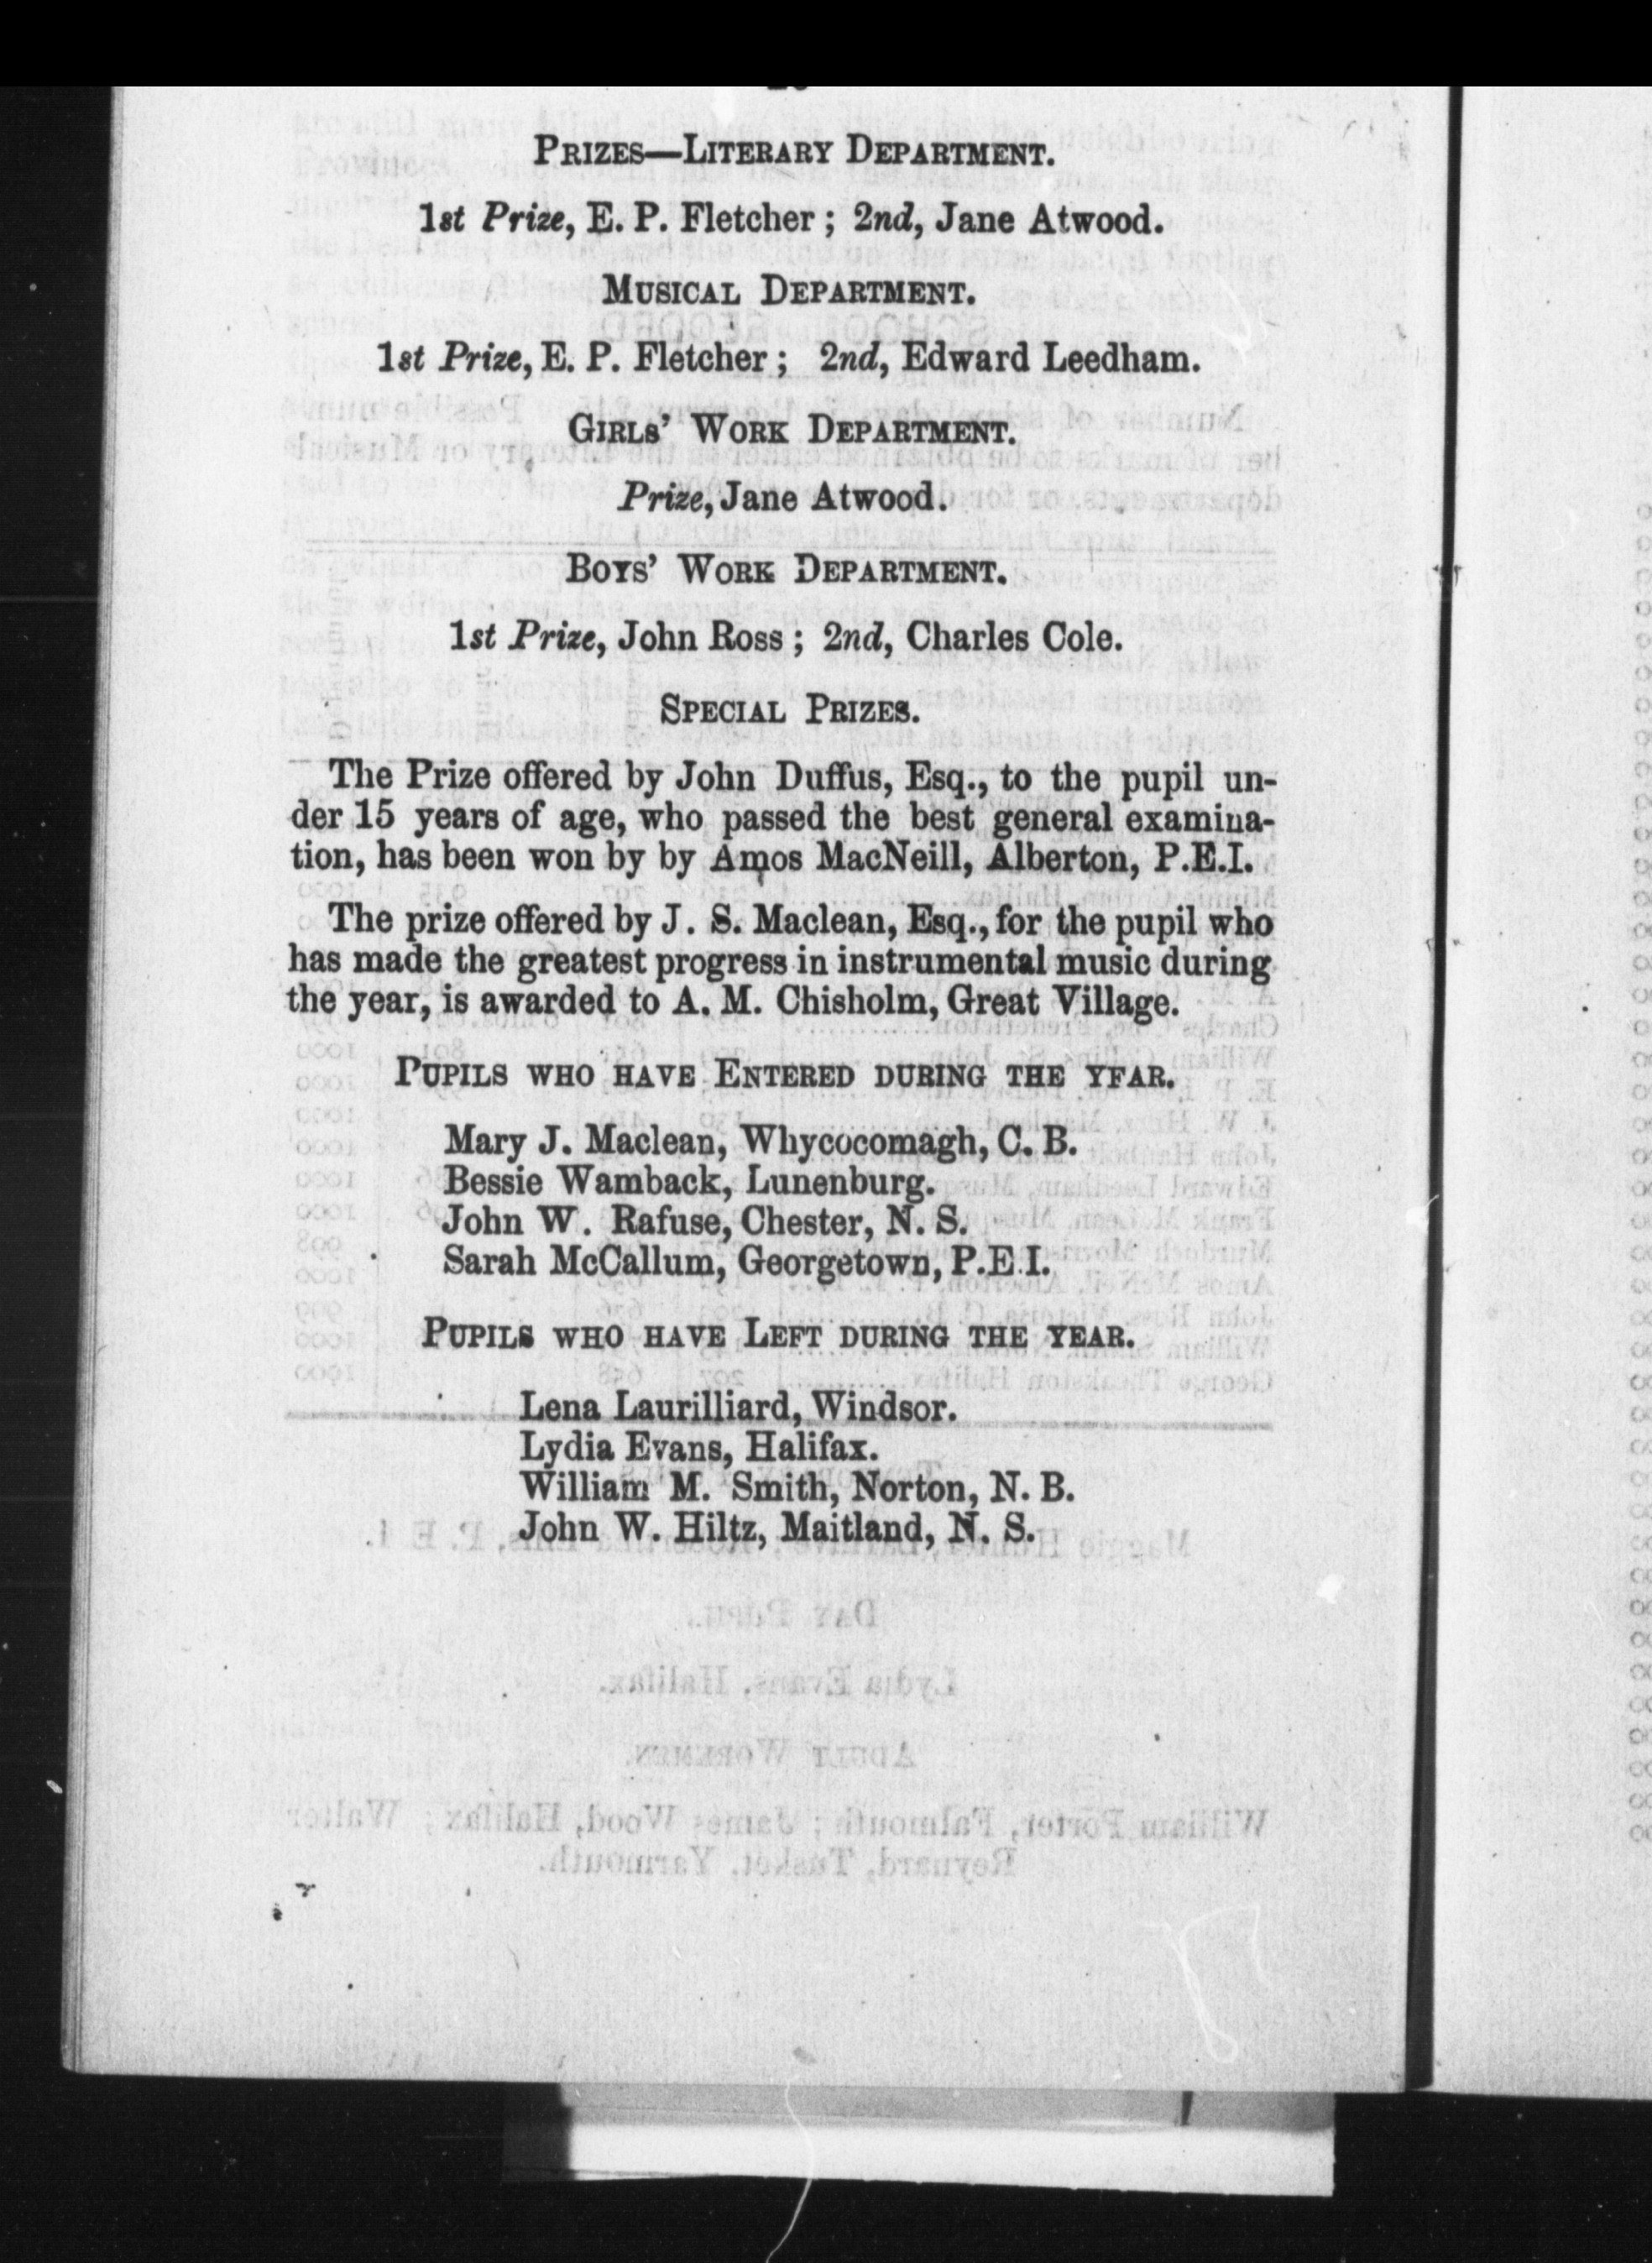 PRIZES—LITERARY DEPARTMENT.
1st Prize, E. P. Fletcher; 2nd, Jane Atwood.
MUSICAL DEPARTMENT.
1st Prize, E. P. Fletcher; 2nd, Edward Leedham.
GIRLS' WORK DEPARTMENT.
Prize, Jane Atwood.
BOYS' WORK DEPARTMENT.
1st Prize, John Ross; 2nd, Charles Cole.
SPECIAL PRIZES.
The Prize offered by John Duffus, Esq., to the pupil un-
der 15 years of age, who passed the best general examina-
tion, has been won by by Amos MacNeill, Alberton, P.E.I.
The prize offered by J. S. Maclean, Esq., for the pupil who
has made the greatest progress in instrumental music during
the year, is awarded to A. M. Chisholm, Great Village.
PUPILS WHO HAVE ENTERED DURING THE YFAR.
Mary J. Maclean, Whycocomagh, C. B.
Bessie Wamback, Lunenburg.
John W. Rafuse, Chester, N. S.
Sarah McCallum, Georgetown, P.E.I.
PUPILS WHO HAVE LEFT DURING THE YEAR.
Lena Laurilliard, Windsor.
Lydia Evans, Halifax.
William M. Smith, Norton, N. B.
John W. Hiltz, Maitland, N. S.